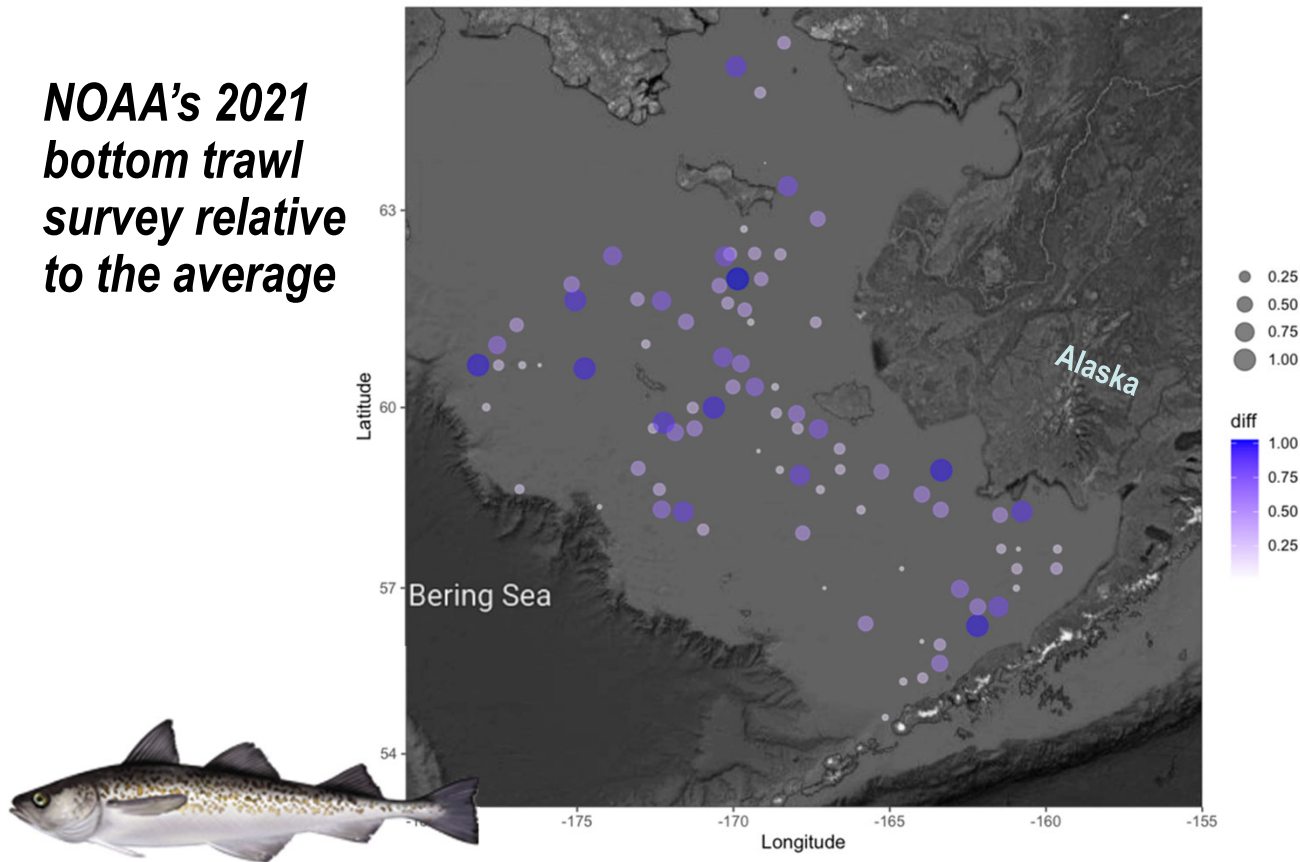 NOAA's 2021
bottom trawl
survey relative
to the average
63
60
57
54
Latitude
Alaska
Bering Sea
-175
-170
-165
-160
-155
Longitude
0.25
0.50
0.75
1.00
diff
1.00
0.75
0.50
0.25